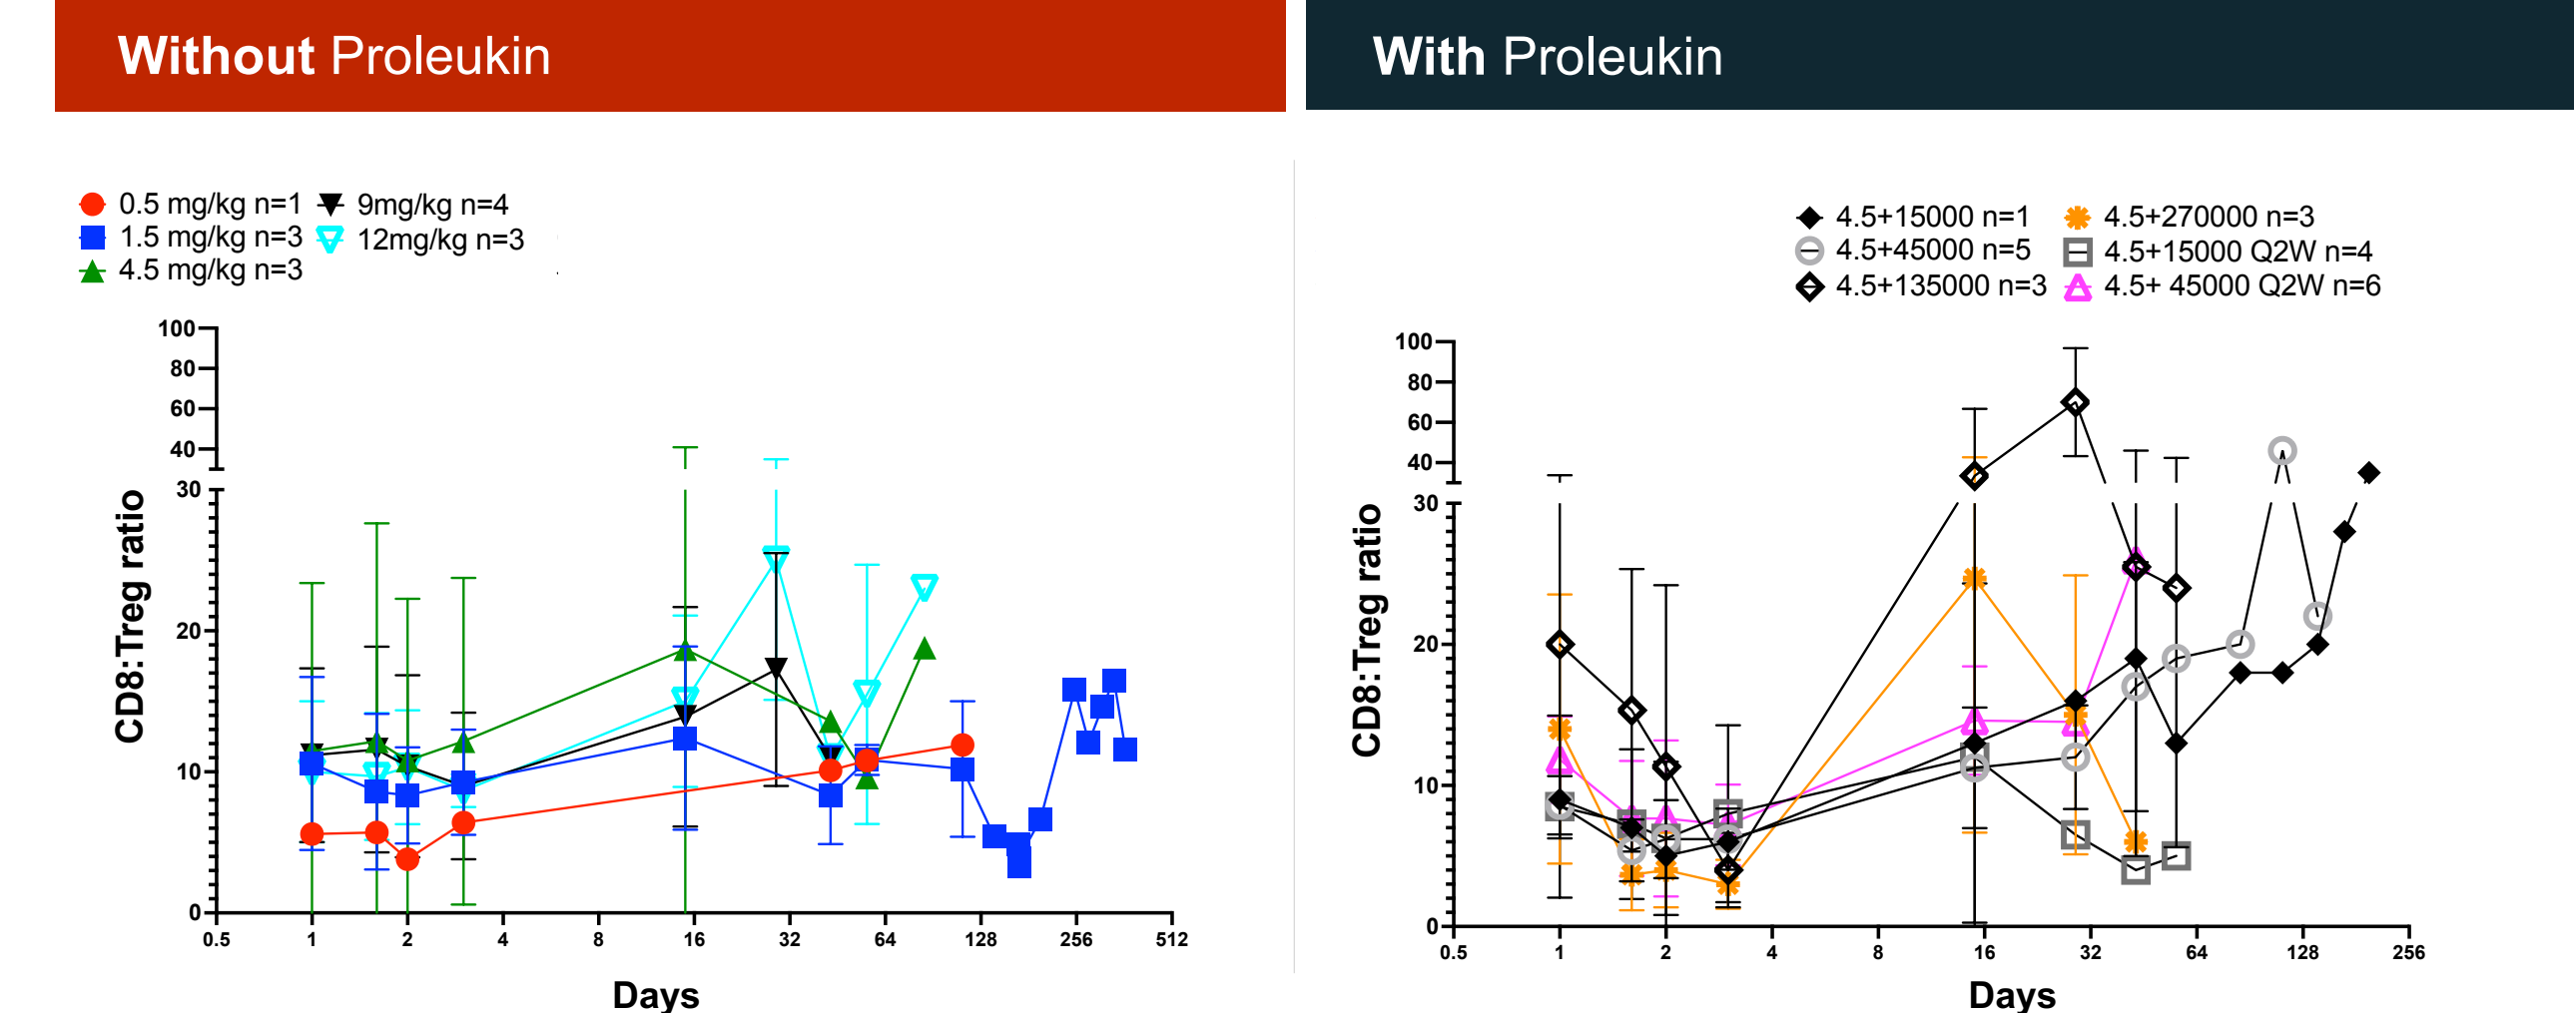 Without Proleukin
With Proleukin
0.5 mg/kg n=1
9mg/kg n=4
1.5 mg/kg n=3
12mg/kg n=3
4.5 mg/kg n=3
4.5+15000 n=1
4.5+270000 n=3
4.5+45000 n=5
4.5+15000 Q2W n=4
4.5+135000 n=3
4.5+ 45000 Q2W n=6
CD8:Treg ratio
100
80
60
40
30
20
10
0
0.5 1 2 4 8 16 32 64 128 256 512
Days
CD8:Treg ratio
100
80
60
40
30
20
10
0
0.5 1 2 4 8 16 32 64 128 256
Days